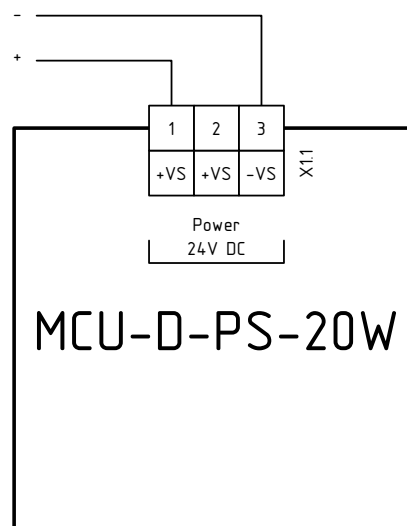 -
+
1 2 3
+VS +VS -VS
X1.1
Power
24V DC
MCU-D-PS-20W